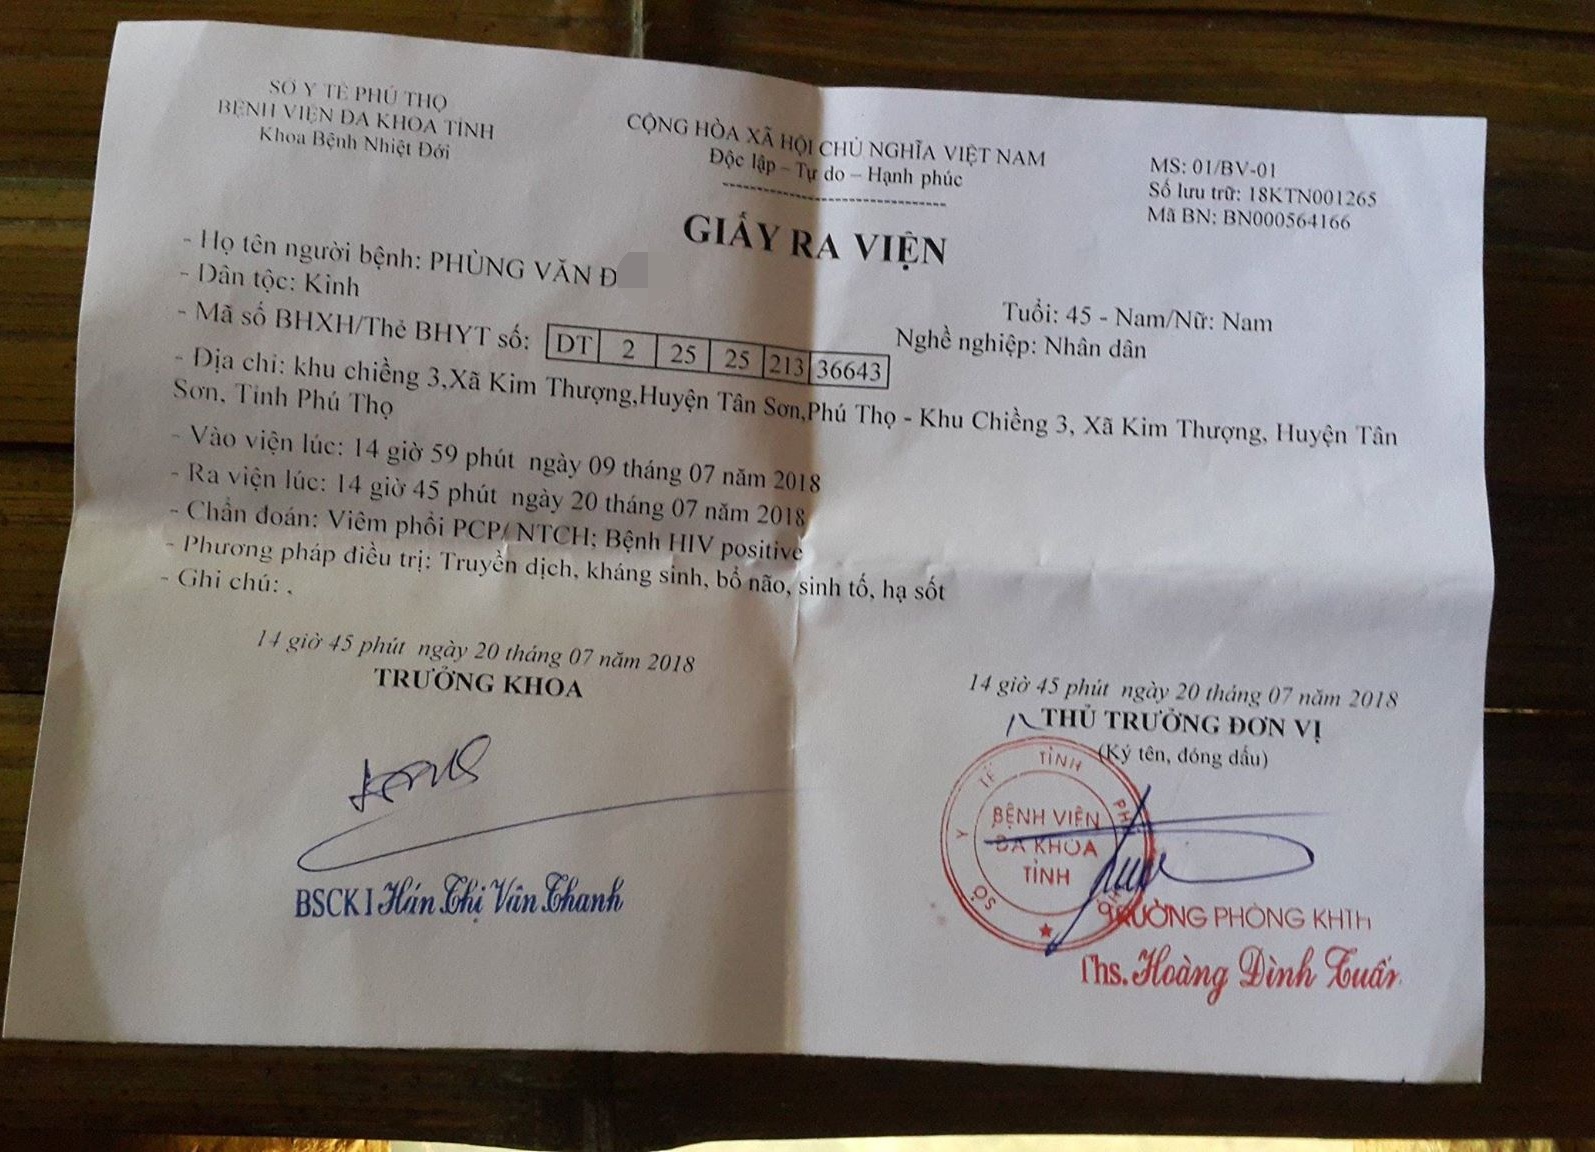 SỞ Y TẾ PHÚ THỌ
BỆNH VIỆN ĐA KHOA TỈNH
Khoa Bệnh Nhiệt Đới
CỘNG HÒA XÃ HỘI CHỦ NGHĨA VIỆT NAM
Độc lập – Tự do – Hạnh phúc
MS: 01/BV-01
Số lưu trữ: 18KTN001265
Mã BN: BN000564166
GIẤY RA VIỆN
- Họ tên người bệnh: PHÙNG VĂN Đ
Tuổi: 45 - Nam/Nữ: Nam
- Dân tộc: Kinh
Nghề nghiệp: Nhân dân
- Mã số BHXH/Thẻ BHYT số: DT 2 25 25 213 36643
- Địa chỉ: khu chiềng 3,Xã Kim Thượng,Huyện Tân Sơn,Phú Thọ - Khu Chiềng 3, Xã Kim Thượng, Huyện Tân
Sơn, Tỉnh Phú Thọ
- Vào viện lúc: 14 giờ 59 phút ngày 09 tháng 07 năm 2018
- Ra viện lúc: 14 giờ 45 phút ngày 20 tháng 07 năm 2018
- Chẩn đoán: Viêm phổi PCP/ NTCH; Bệnh HIV positive
- Phương pháp điều trị: Truyền dịch, kháng sinh, bổ não, sinh tố, hạ sốt
- Ghi chú: .
14 giờ 45 phút ngày 20 tháng 07 năm 2018
TRƯỞNG KHOA
BSCK I Hán Thị Vân Thanh
14 giờ 45 phút ngày 20 tháng 07 năm 2018
THỦ TRƯỞNG ĐƠN VỊ
(Ký tên, đóng dấu)
SỞ Y TẾ TỈNH
BỆNH VIỆN
ĐA KHOA
TỈNH
TRƯỞNG PHÒNG KHTH
Ths. Hoàng Đình Tuấn